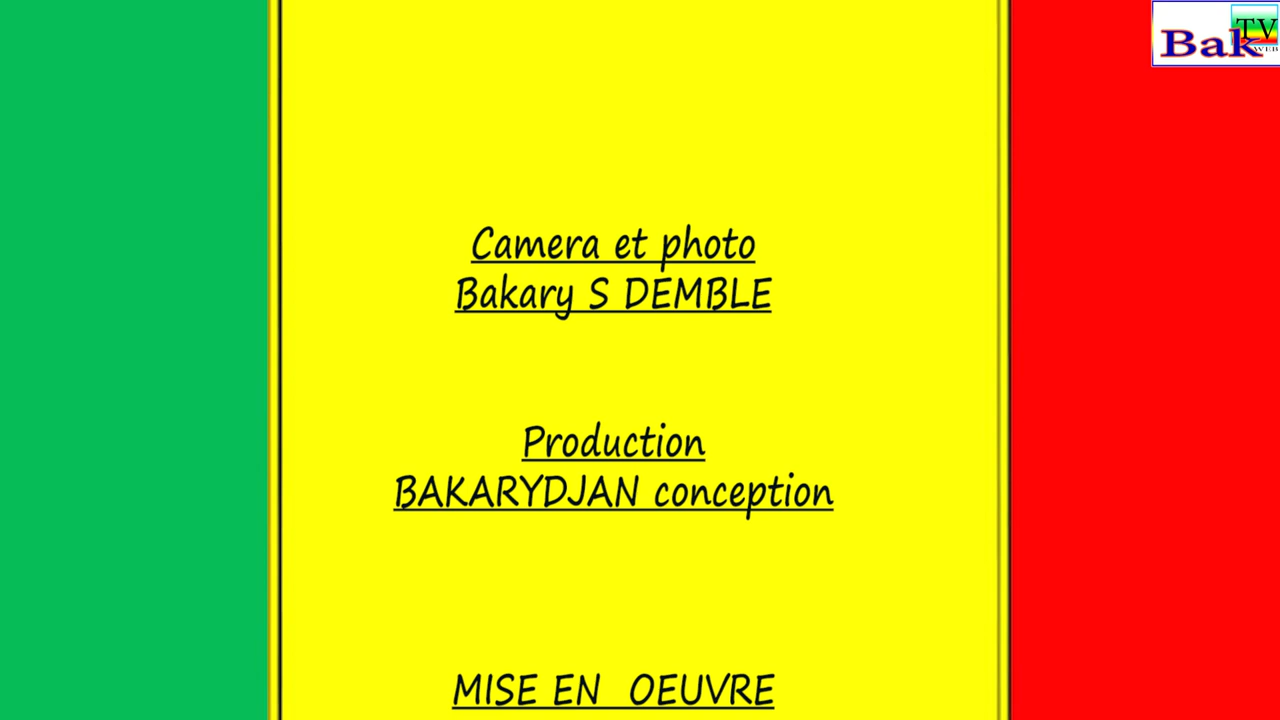 Bak TV
WEB
Camera et photo
Bakary S DEMBLE
Production
BAKARYDJAN conception
MISE EN OEUVRE